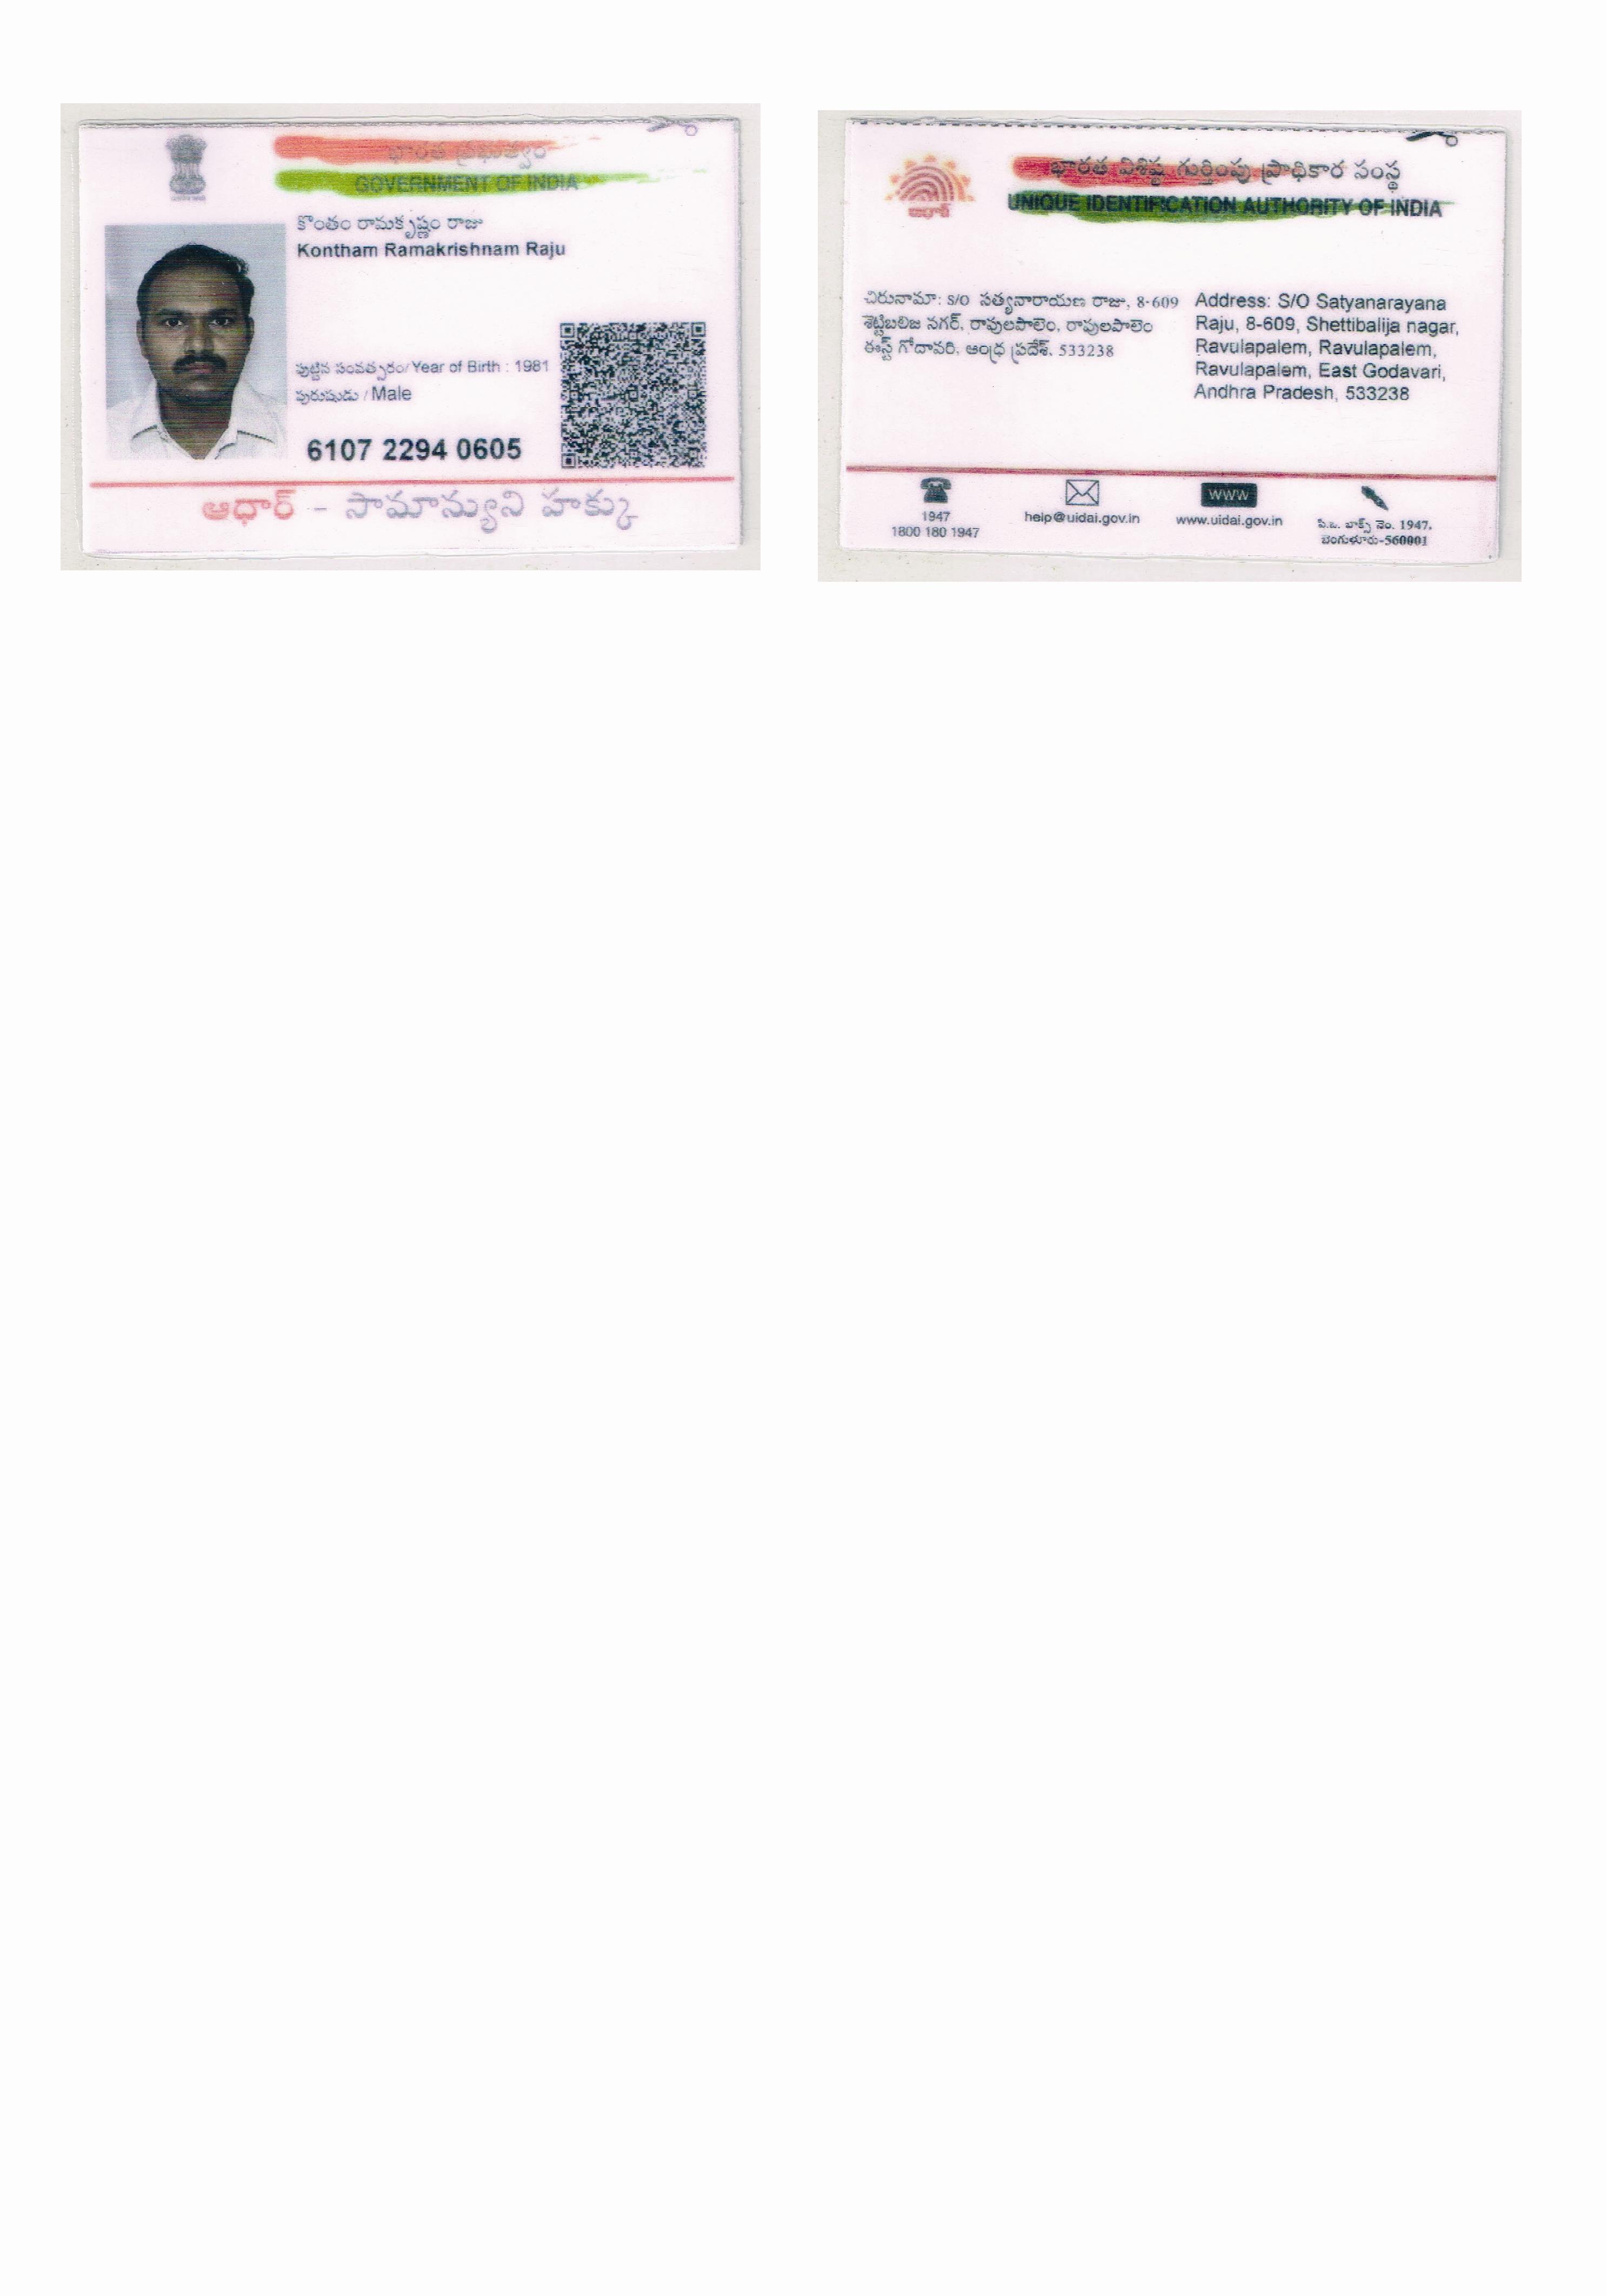 భారత ప్రభుత్వం
GOVERNMENT OF INDIA
కొంతం రామకృష్ణం రాజు
Kontham Ramakrishnam Raju
పుట్టిన సంవత్సరం/Year of Birth : 1981
పురుషుడు / Male
6107 2294 0605
ఆధార్ - సామాన్యుని హక్కు
భారత విశిష్ట గుర్తింపు ప్రాధికార సంస్థ
UNIQUE IDENTIFICATION AUTHORITY OF INDIA
ఆధార్
చిరునామా: S/O సత్యనారాయణ రాజు, 8-609
శెట్టిబలిజ నగర్, రావులపాలెం, రావులపాలెం
ఈస్ట్ గోదావరి, ఆంధ్ర ప్రదేశ్, 533238
Address: S/O Satyanarayana
Raju, 8-609, Shettibalija nagar,
Ravulapalem, Ravulapalem,
Ravulapalem, East Godavari,
Andhra Pradesh, 533238
1947
1800 180 1947
help@uidai.gov.in
WWW
www.uidai.gov.in
పి.ఒ. బాక్స్ నెం. 1947,
బెంగుళూరు-560001